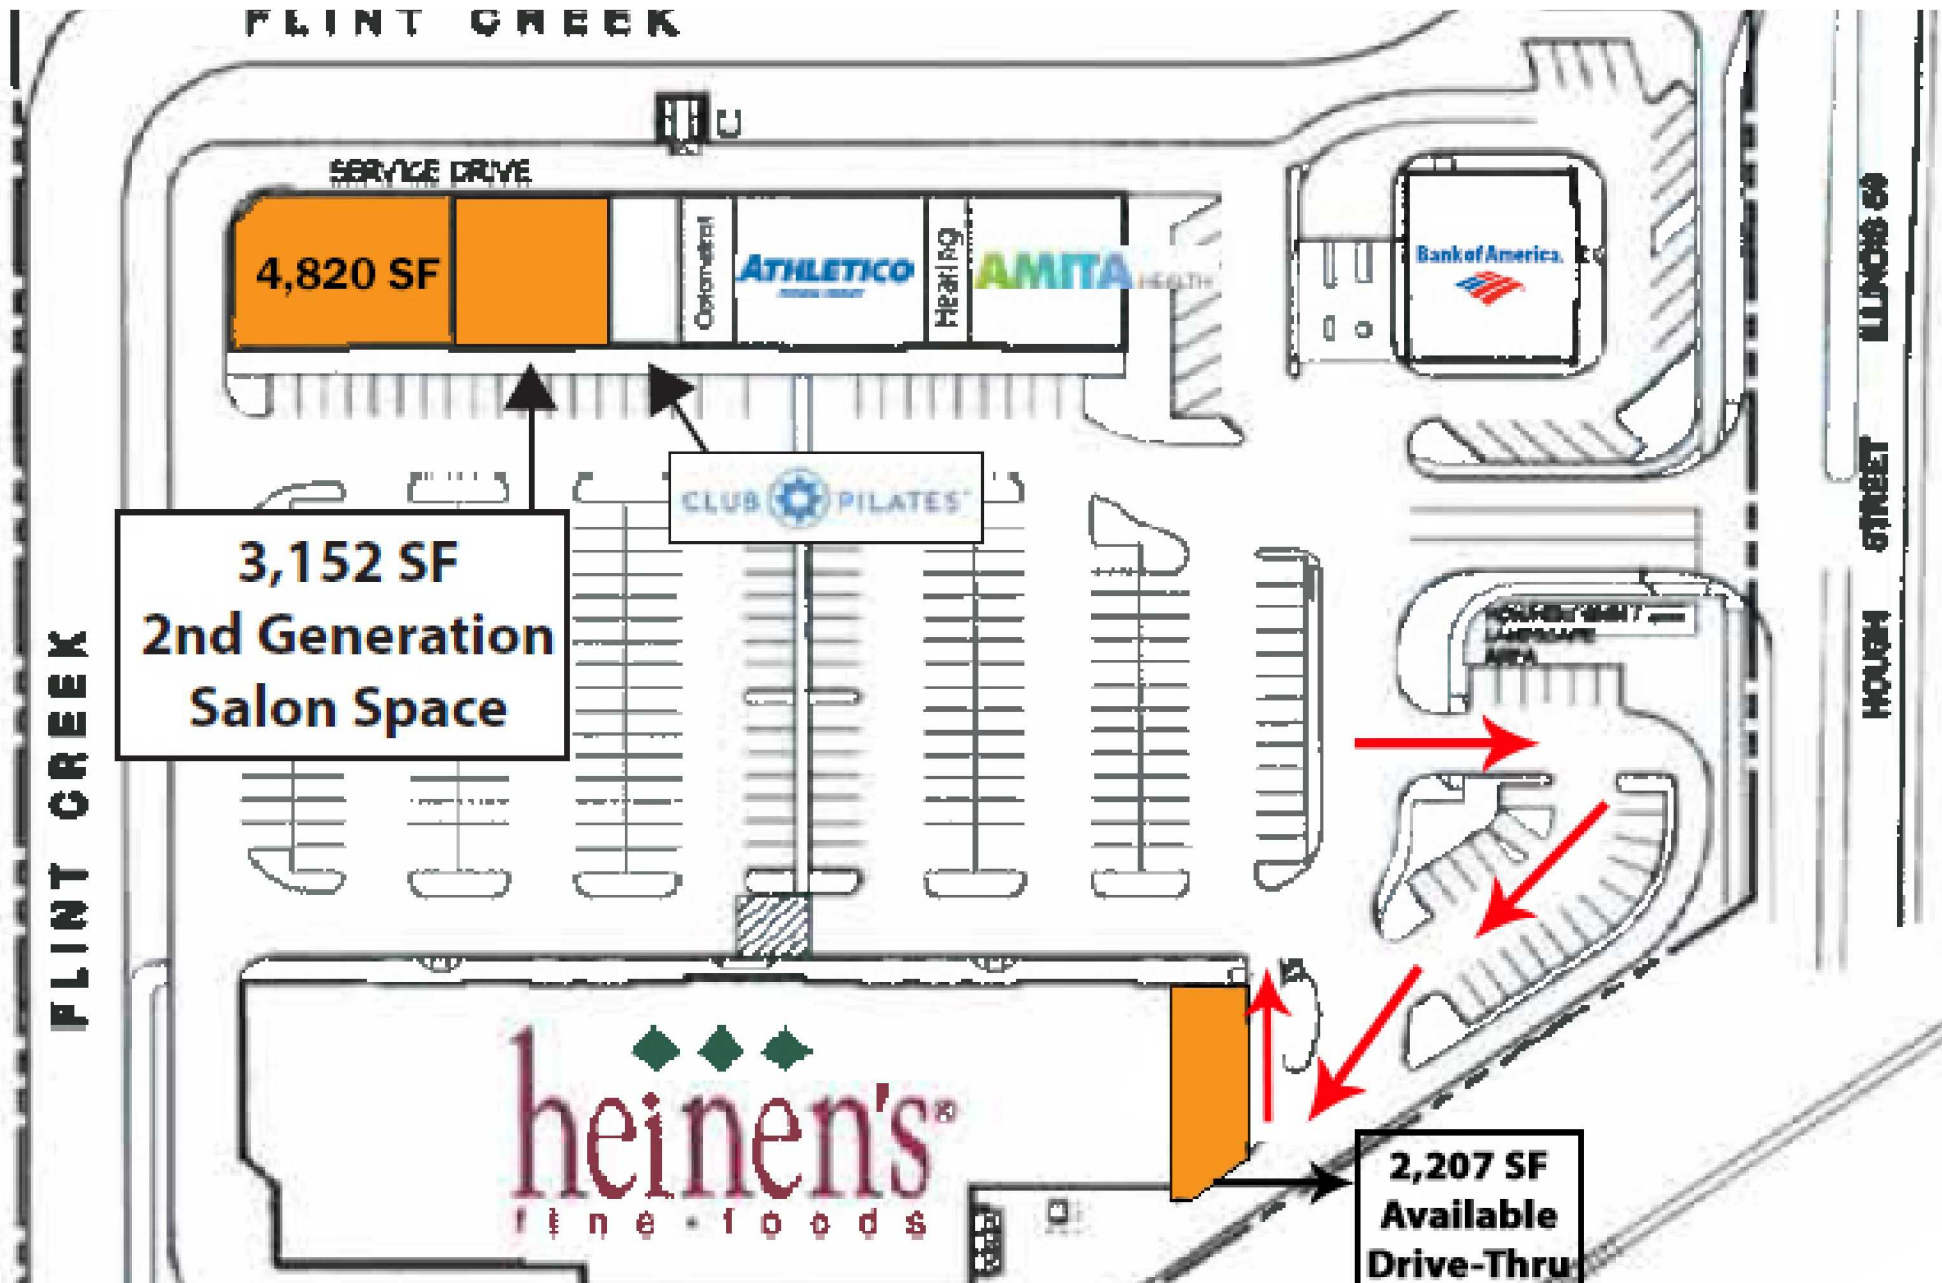 FLINT CREEK
C
SERVICE DRIVE
4,820 SF
Optometrist
ATHLETICO
Hearing
AMITA HEALTH
Bank of America.
ILLINOIS 59
CLUB PILATES
3,152 SF
2nd Generation
Salon Space
HOUGH STREET
LANDSCAPE
AREA
FLINT CREEK
heinen's®
fine • foods
2,207 SF
Available
Drive-Thru